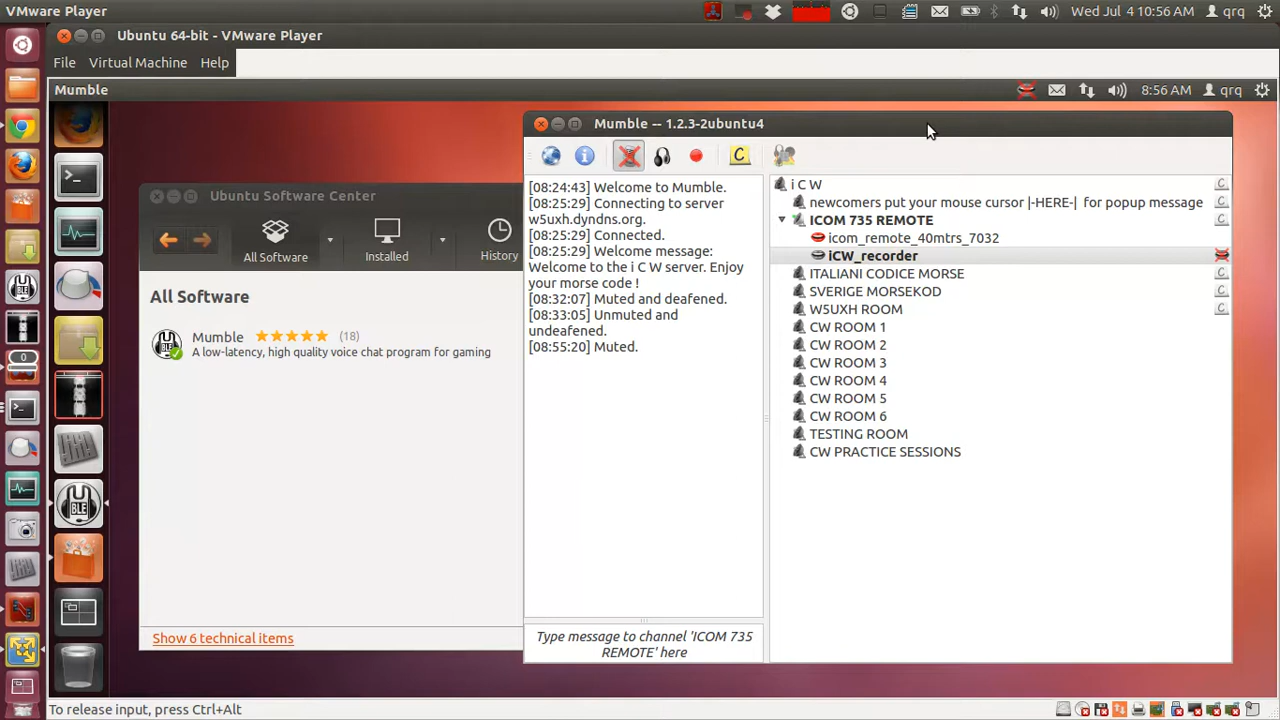 VMware Player
Wed Jul 4 10:56 AM
qrq
Ubuntu 64-bit - VMware Player
File Virtual Machine Help
Mumble
8:56 AM
qrq
Mumble -- 1.2.3-2ubuntu4
Ubuntu Software Center
All Software
Installed
History
All Software
Mumble
(18)
A low-latency, high quality voice chat program for gaming
Show 6 technical items
[08:24:43] Welcome to Mumble.
[08:25:29] Connecting to server
w5uxh.dyndns.org.
[08:25:29] Connected.
[08:25:29] Welcome message:
Welcome to the i C W server. Enjoy
your morse code !
[08:32:07] Muted and deafened.
[08:33:05] Unmuted and
undeafened.
[08:55:20] Muted.
Type message to channel 'ICOM 735
REMOTE' here
i C W
newcomers put your mouse cursor |-HERE-| for popup message
ICOM 735 REMOTE
icom_remote_40mtrs_7032
iCW_recorder
ITALIANI CODICE MORSE
SVERIGE MORSEKOD
W5UXH ROOM
CW ROOM 1
CW ROOM 2
CW ROOM 3
CW ROOM 4
CW ROOM 5
CW ROOM 6
TESTING ROOM
CW PRACTICE SESSIONS
To release input, press Ctrl+Alt